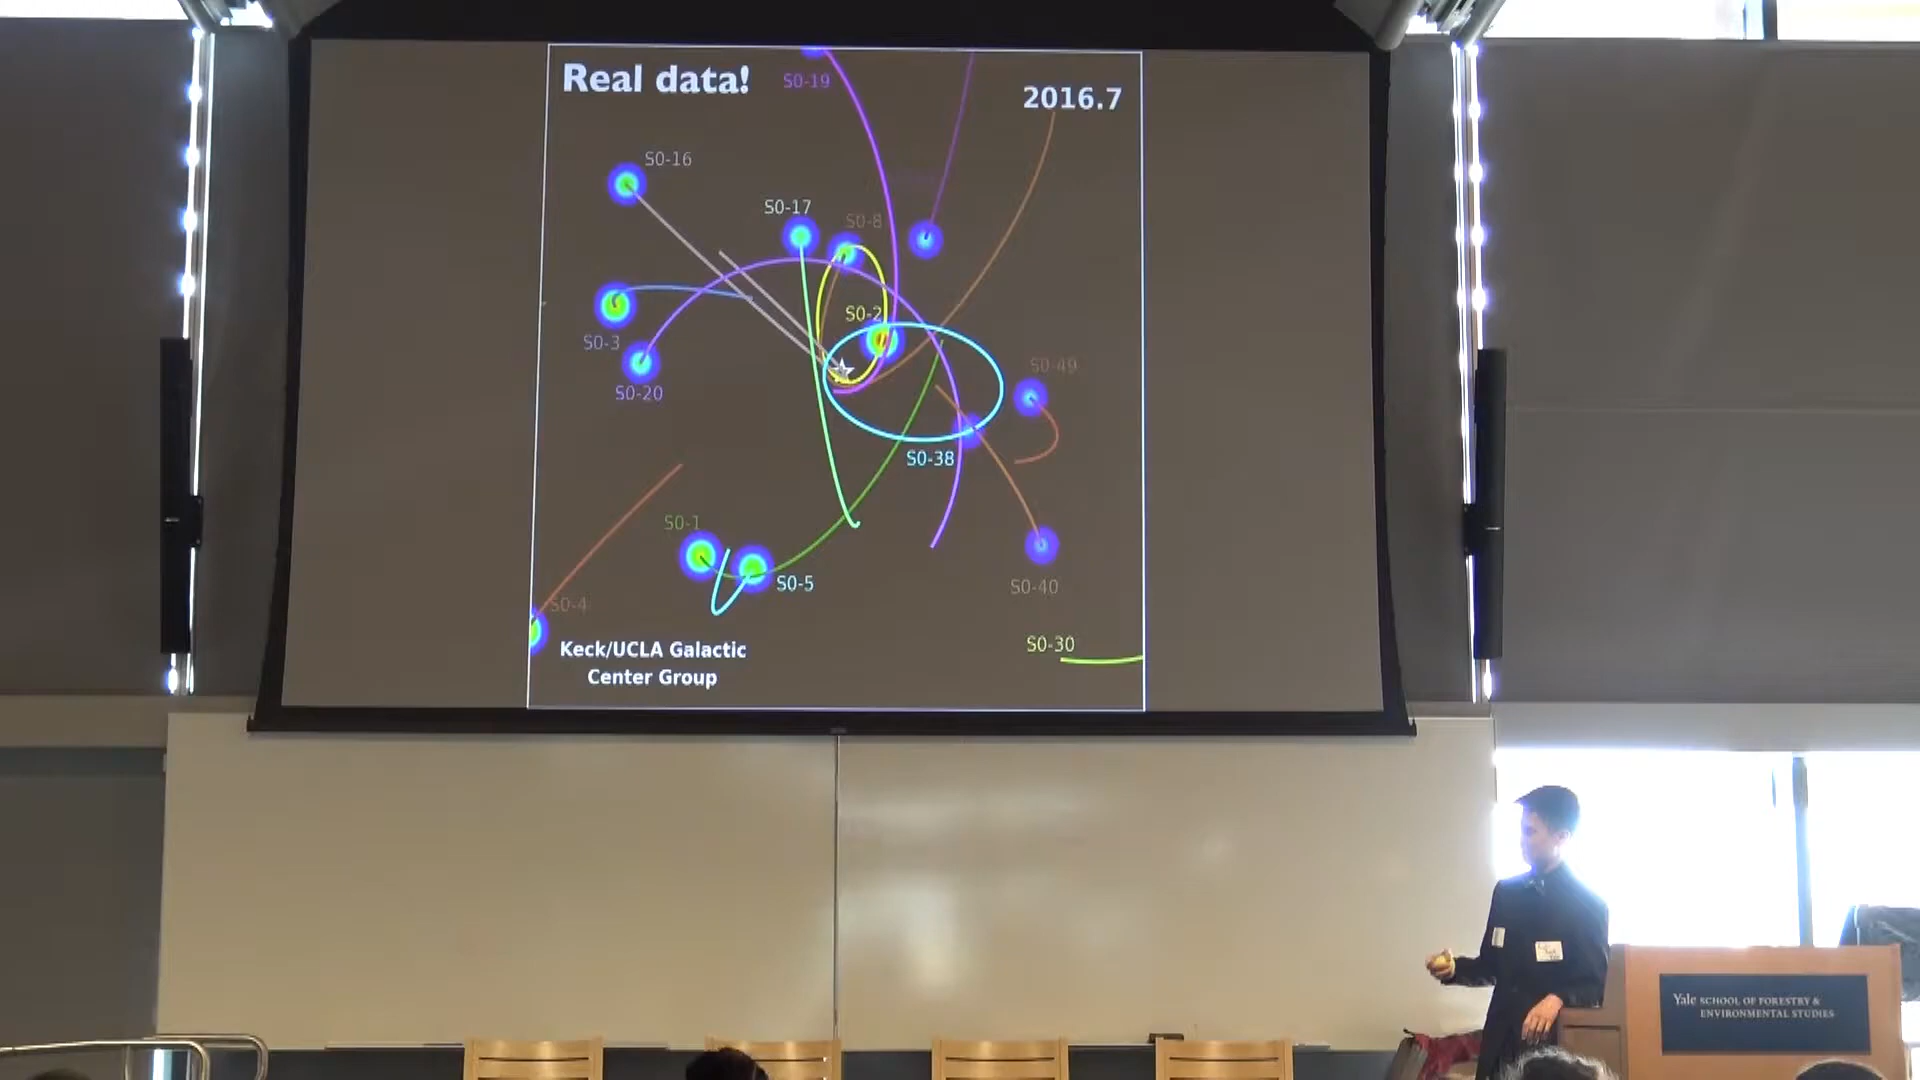 Real data!
S0-19
2016.7
S0-16
S0-17
S0-8
S0-2
S0-3
S0-49
S0-20
S0-38
S0-1
S0-5
S0-40
S0-4
S0-30
Keck/UCLA Galactic
Center Group
Yale SCHOOL OF FORESTRY &
ENVIRONMENTAL STUDIES